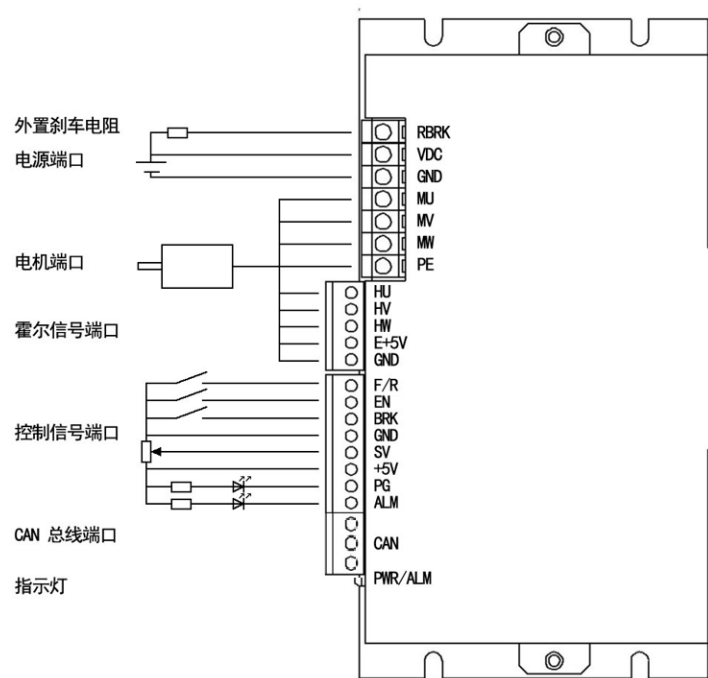 外置刹车电阻
电源端口
电机端口
霍尔信号端口
控制信号端口
CAN 总线端口
指示灯
RBRK
VDC
GND
MU
MV
MW
PE
HU
HV
HW
E+5V
GND
F/R
EN
BRK
GND
SV
+5V
PG
ALM
CAN
PWR/ALM